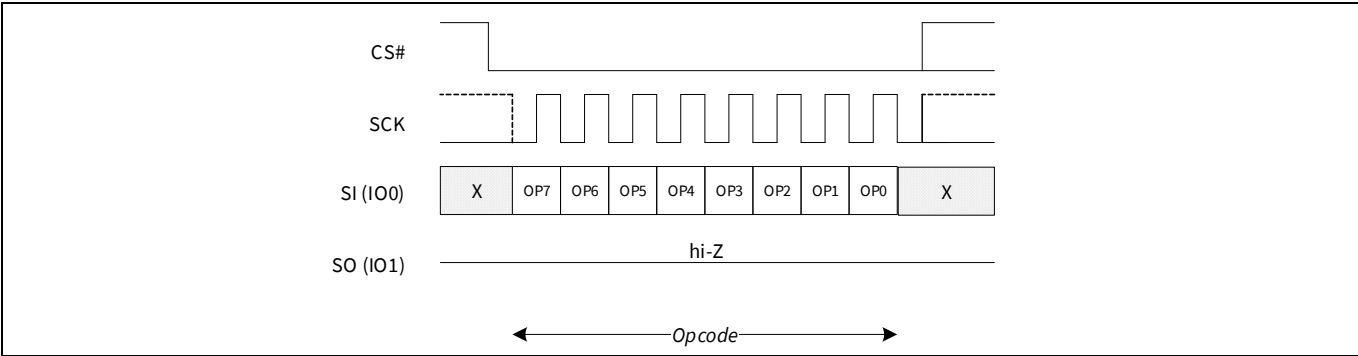 CS#
SCK
SI (IO0) X OP7 OP6 OP5 OP4 OP3 OP2 OP1 OP0 X
hi-Z
SO (IO1)
Opcode